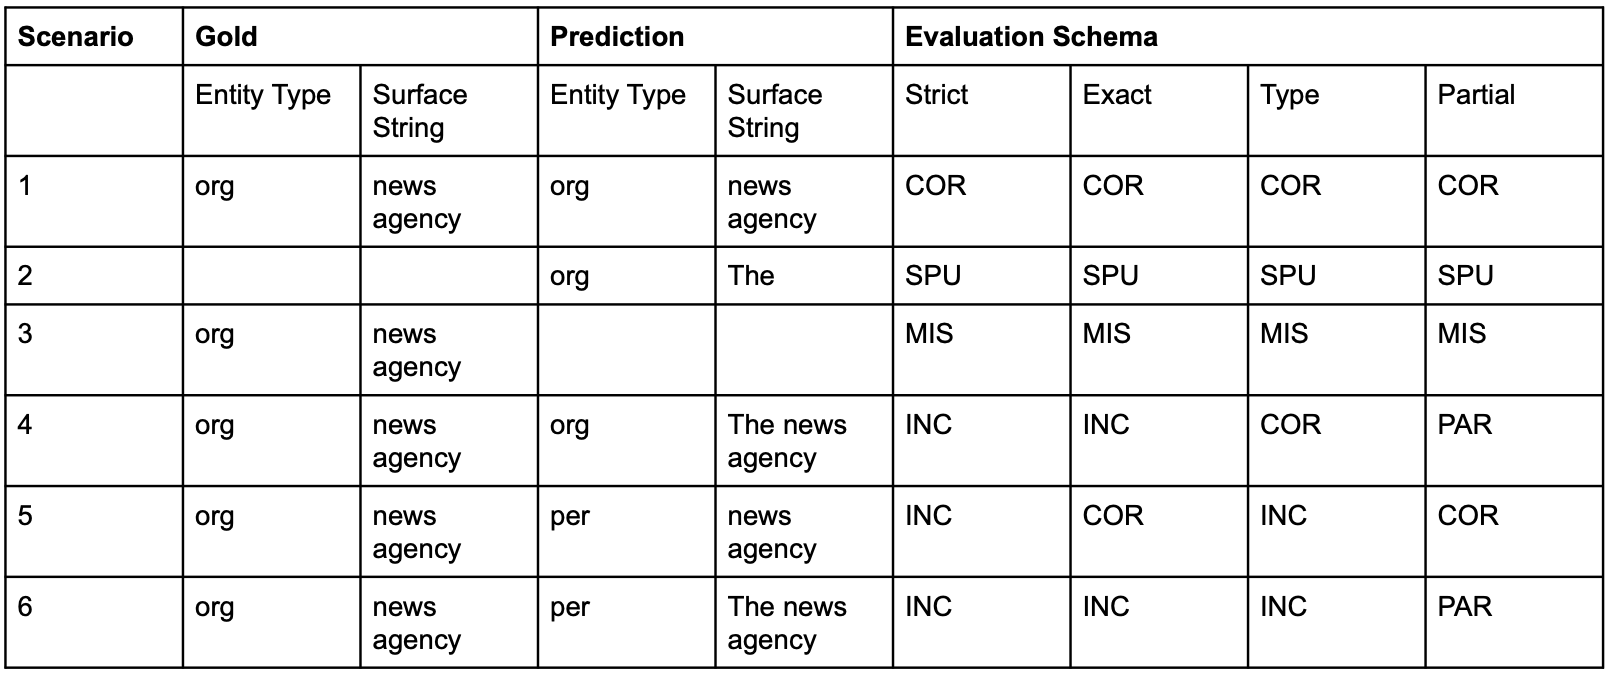 Scenario Gold Prediction Evaluation Schema
Entity Type Surface String Entity Type Surface String Strict Exact Type Partial
1 org news agency org news agency COR COR COR COR
2 org The SPU SPU SPU SPU
3 org news agency MIS MIS MIS MIS
4 org news agency org The news agency INC INC COR PAR
5 org news agency per news agency INC COR INC COR
6 org news agency per The news agency INC INC INC PAR